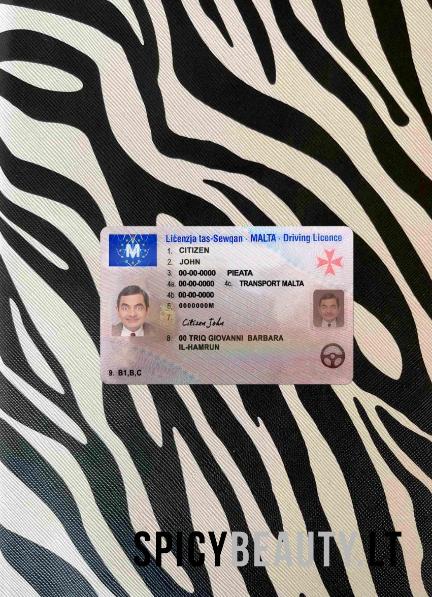 M
Liċenzja tas-Sewqan - MALTA - Driving Licence
1. CITIZEN
2. JOHN
3. 00-00-0000 PIEATA
4a. 00-00-0000 4c. TRANSPORT MALTA
4b. 00-00-0000
5. 0000000M
7. Citizen John
8. 00 TRIQ GIOVANNI BARBARA
IL-HAMRUN
9. B1,B,C
SPICYBEAUTY.LT